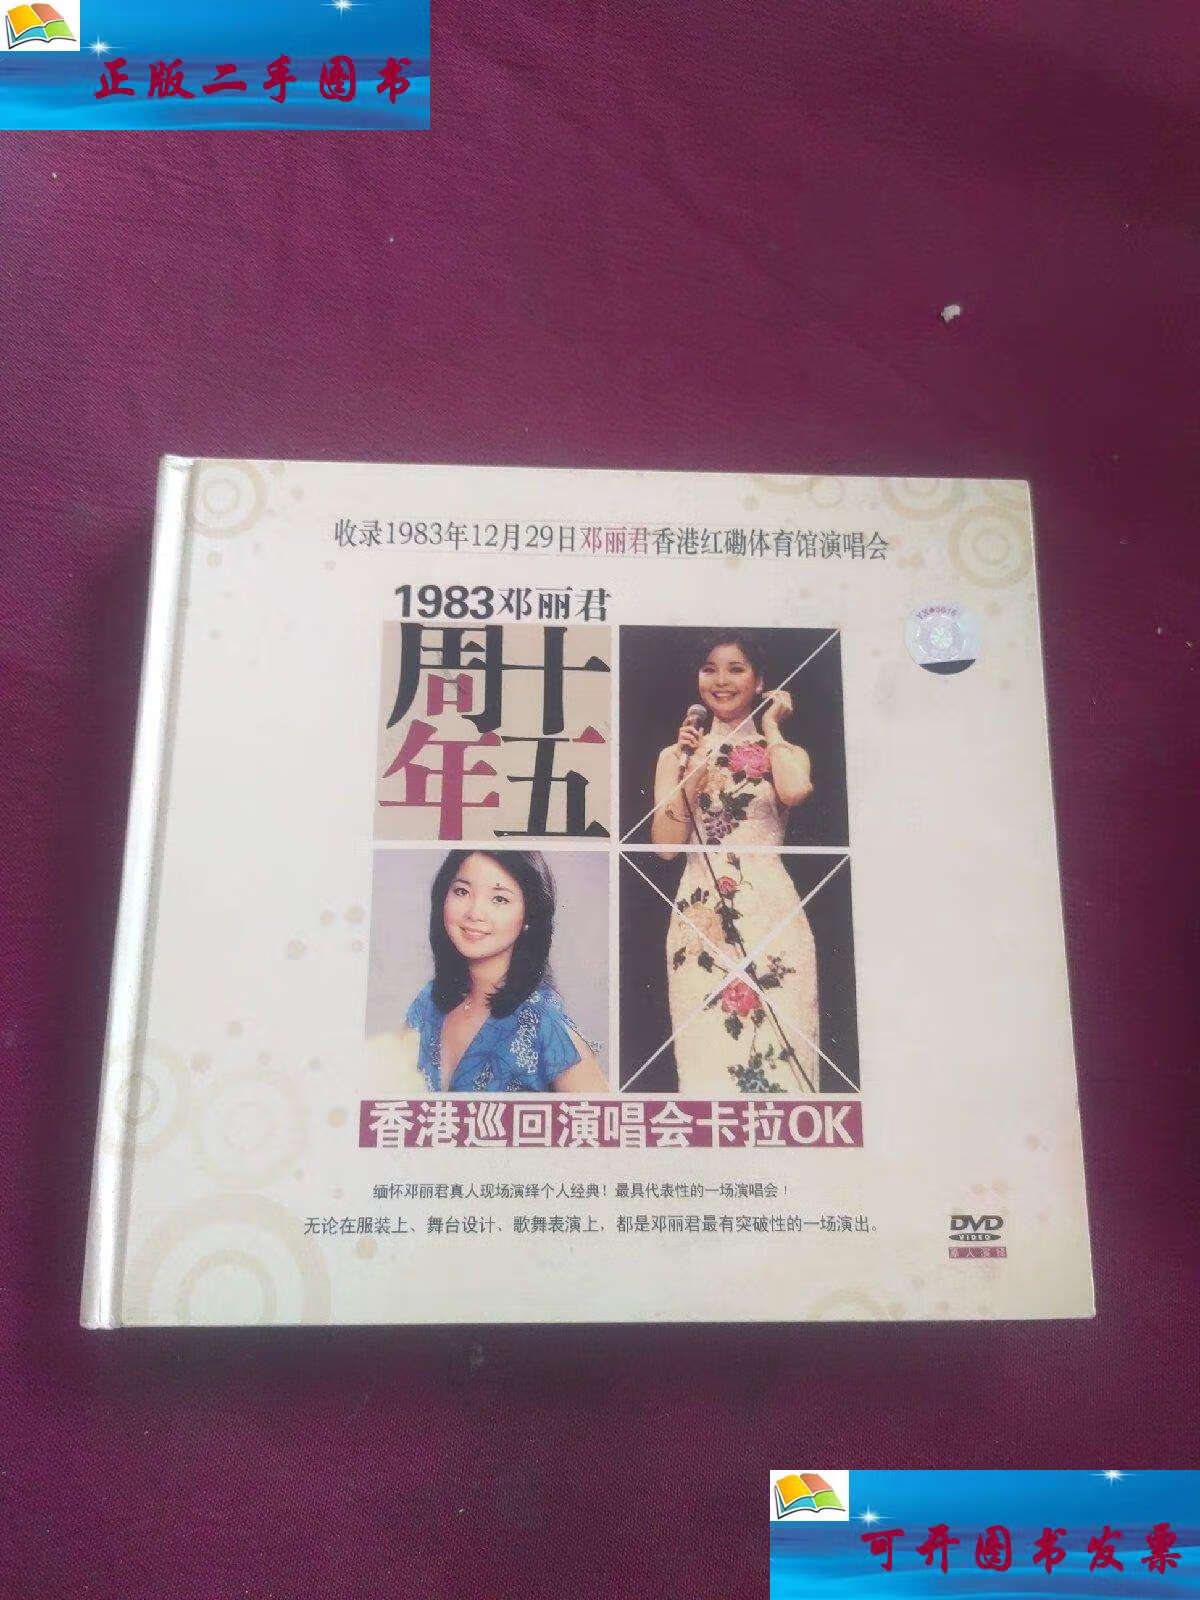 正版二手图书
收录1983年12月29日邓丽君香港红磡体育馆演唱会
1983邓丽君
十五
周年
香港巡回演唱会卡拉OK
缅怀邓丽君真人现场演绎个人经典！最具代表性的一场演唱会！
无论在服装上、舞台设计、歌舞表演上，都是邓丽君最有突破性的一场演出。
DVD
VIDEO
可开图书发票